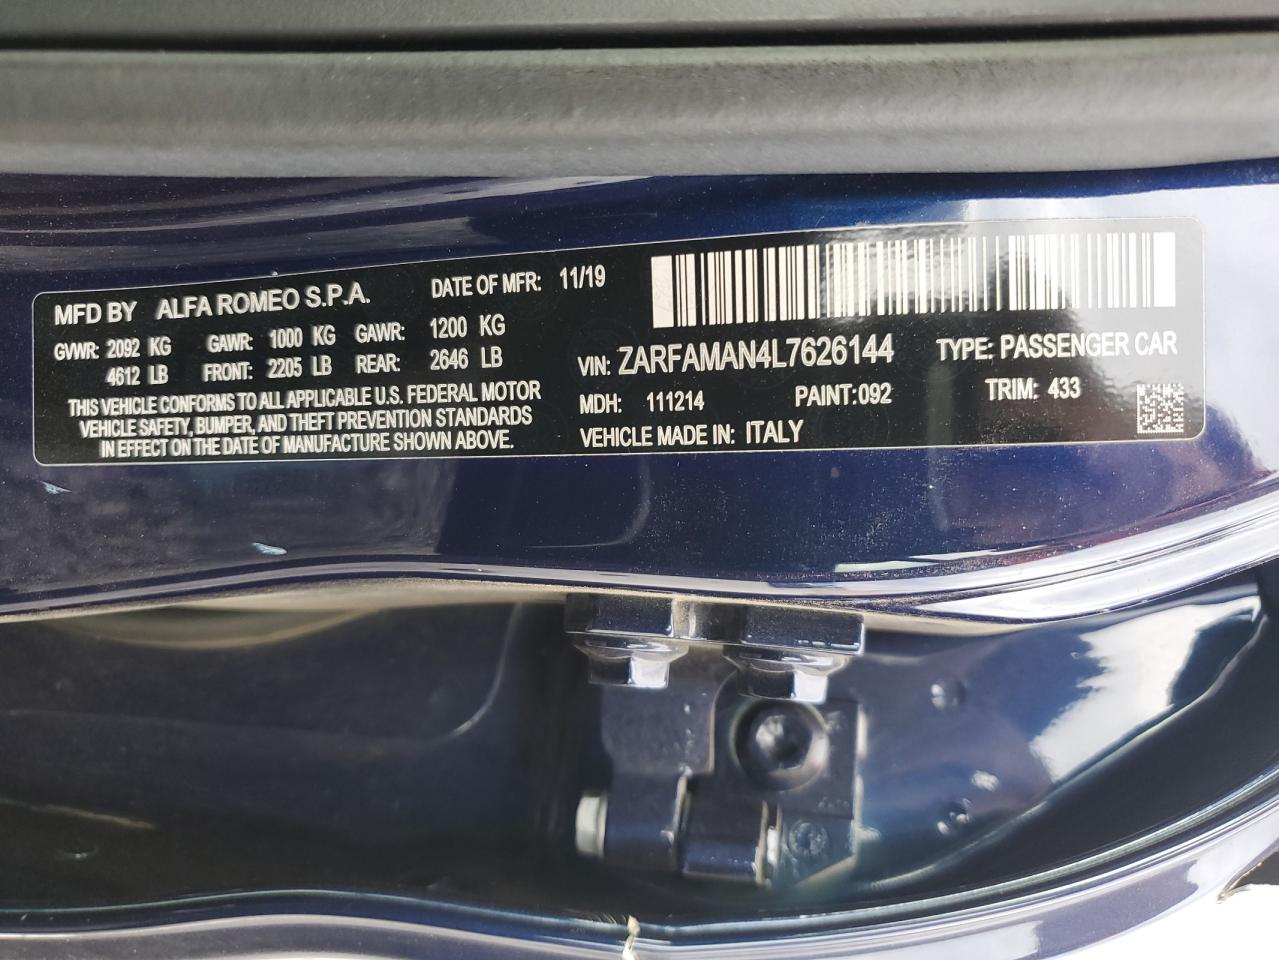 MFD BY ALFA ROMEO S.P.A. DATE OF MFR: 11/19
GVWR: 2092 KG GAWR: 1000 KG GAWR: 1200 KG
4612 LB FRONT: 2205 LB REAR: 2646 LB
THIS VEHICLE CONFORMS TO ALL APPLICABLE U.S. FEDERAL MOTOR
VEHICLE SAFETY, BUMPER, AND THEFT PREVENTION STANDARDS
IN EFFECT ON THE DATE OF MANUFACTURE SHOWN ABOVE.
VIN: ZARFAMAN4L7626144 TYPE: PASSENGER CAR
MDH: 111214 PAINT:092 TRIM: 433
VEHICLE MADE IN: ITALY